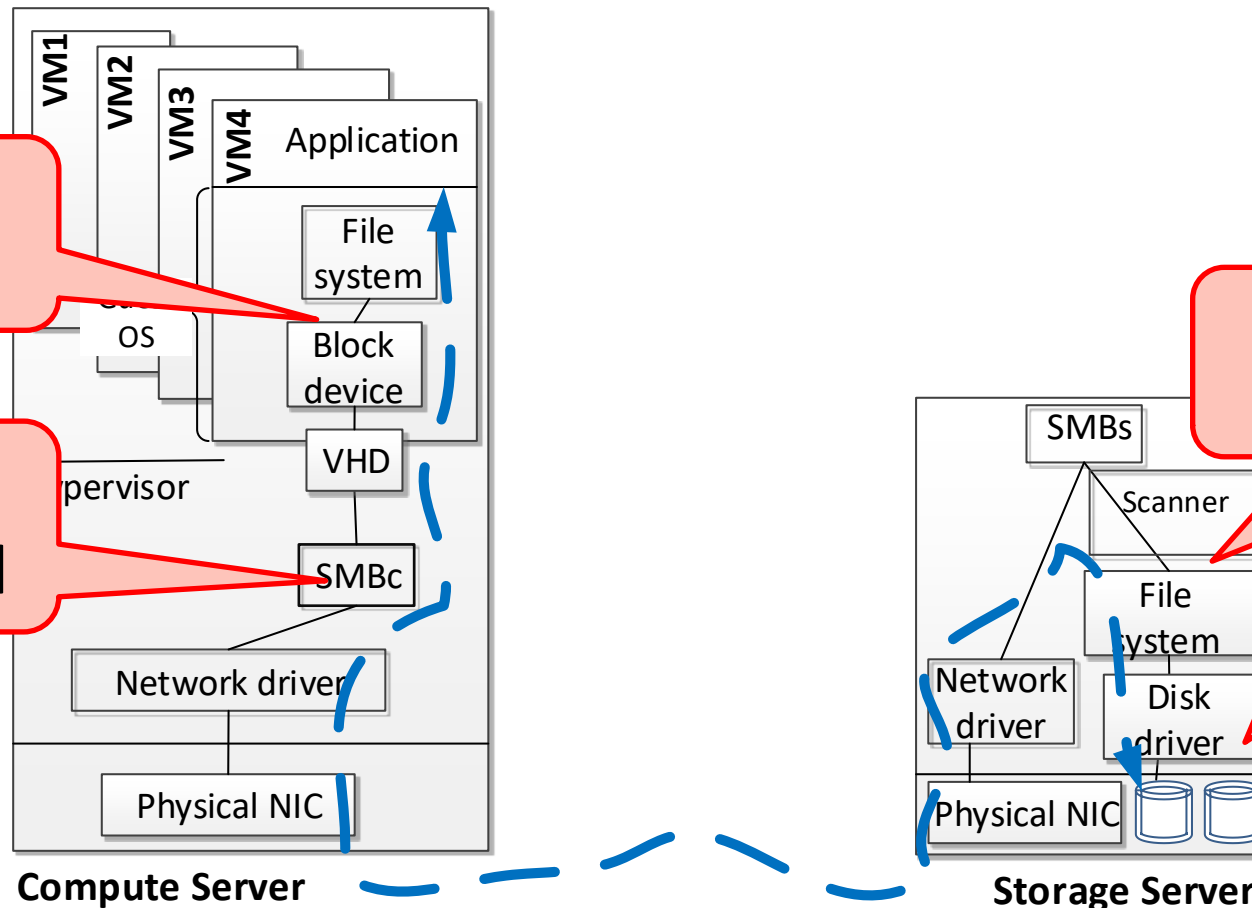 VM1
VM2
VM3
VM4
Application
File
system
OS
Block
device
VHD
pervisor
SMBc
Network driver
Physical NIC
Compute Server
SMBs
Scanner
File
system
Network
driver
Disk
driver
Physical NIC
Storage Server